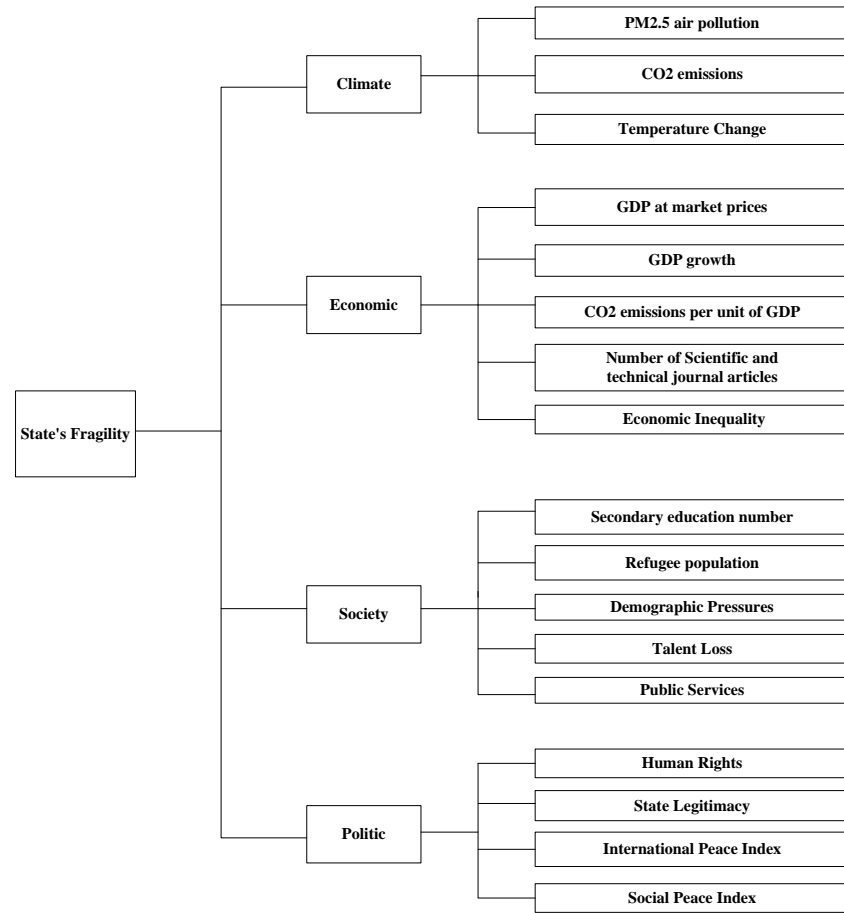 State's Fragility
Climate
PM2.5 air pollution
CO2 emissions
Temperature Change
Economic
GDP at market prices
GDP growth
CO2 emissions per unit of GDP
Number of Scientific and
technical journal articles
Economic Inequality
Society
Secondary education number
Refugee population
Demographic Pressures
Talent Loss
Public Services
Politic
Human Rights
State Legitimacy
International Peace Index
Social Peace Index